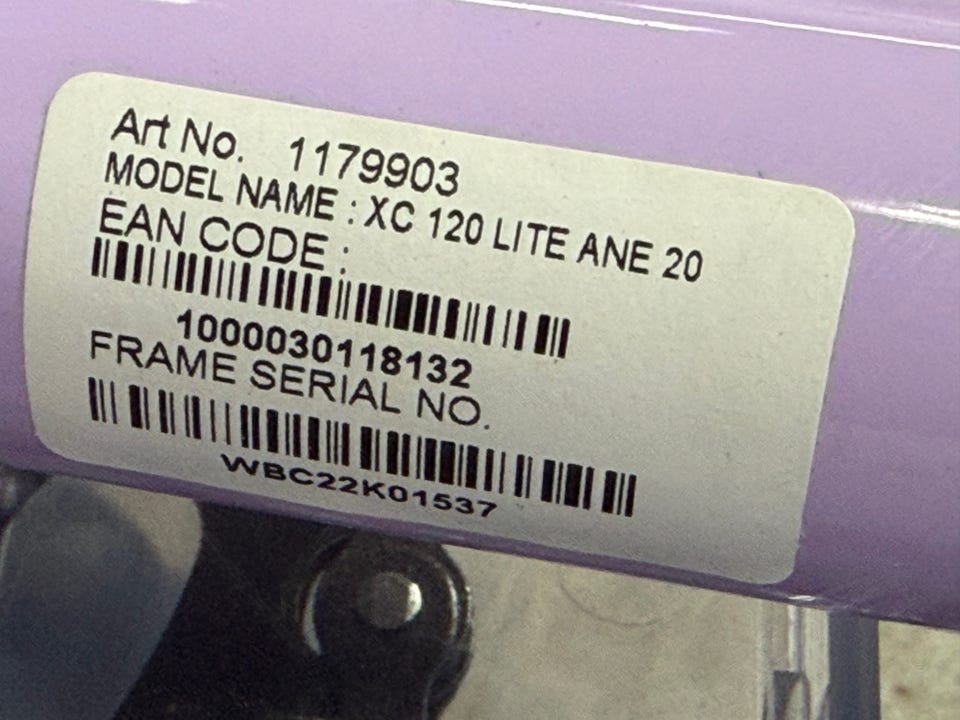 Art No. 1179903
MODEL NAME : XC 120 LITE ANE 20
EAN CODE :
1000030118132
FRAME SERIAL NO.
WBC22K01537